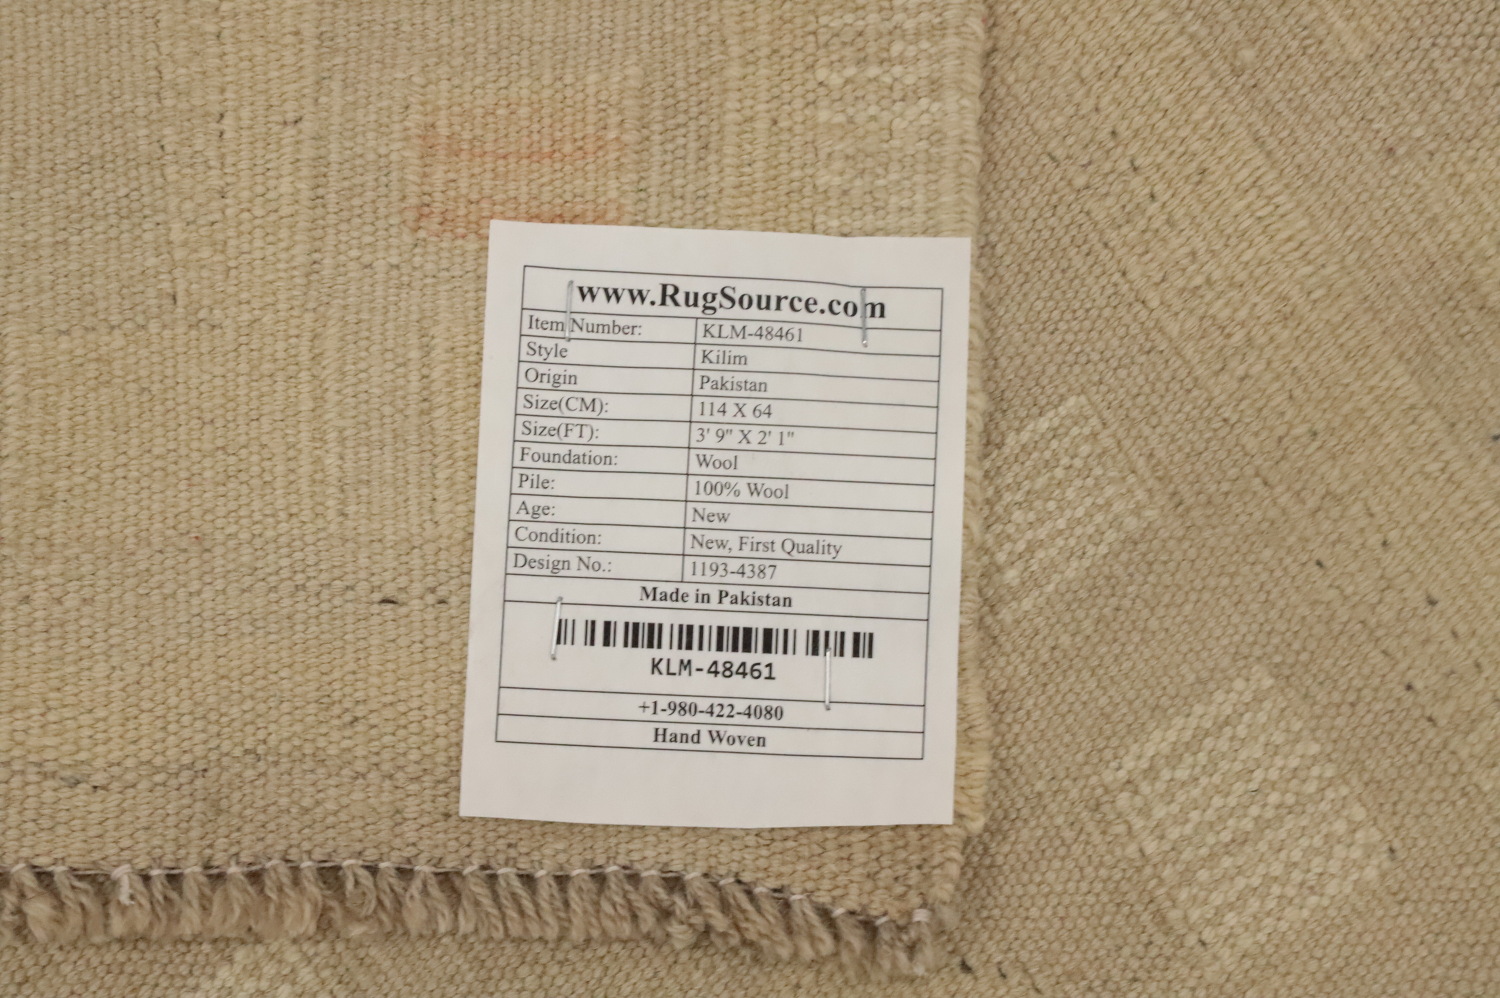 www.RugSource.com
Item Number: KLM-48461
Style Kilim
Origin Pakistan
Size(CM): 114 X 64
Size(FT): 3' 9" X 2' 1"
Foundation: Wool
Pile: 100% Wool
Age: New
Condition: New, First Quality
Design No.: 1193-4387
Made in Pakistan
KLM-48461
+1-980-422-4080
Hand Woven